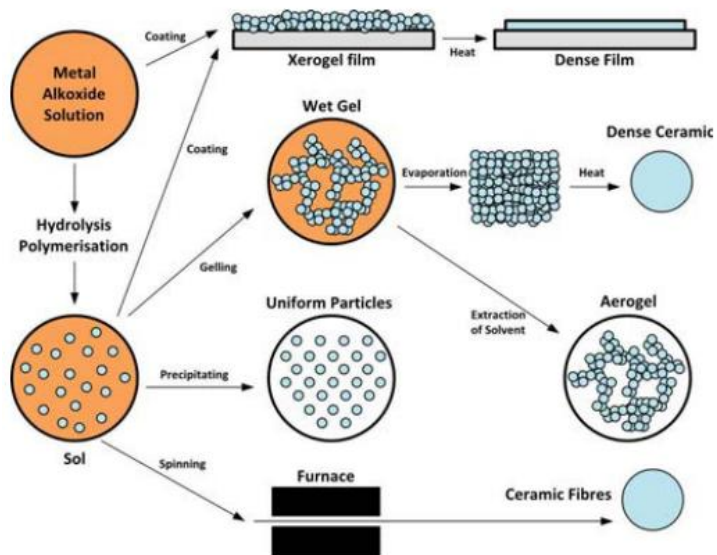 Coating
Metal
Alkoxide
Solution
Xerogel film
Heat
Dense Film
Wet Gel
Coating
Dense Ceramic
Evaporation
Heat
Hydrolysis
Polymerisation
Gelling
Uniform Particles
Extraction
of Solvent
Aerogel
Precipitating
Sol
Spinning
Furnace
Ceramic Fibres